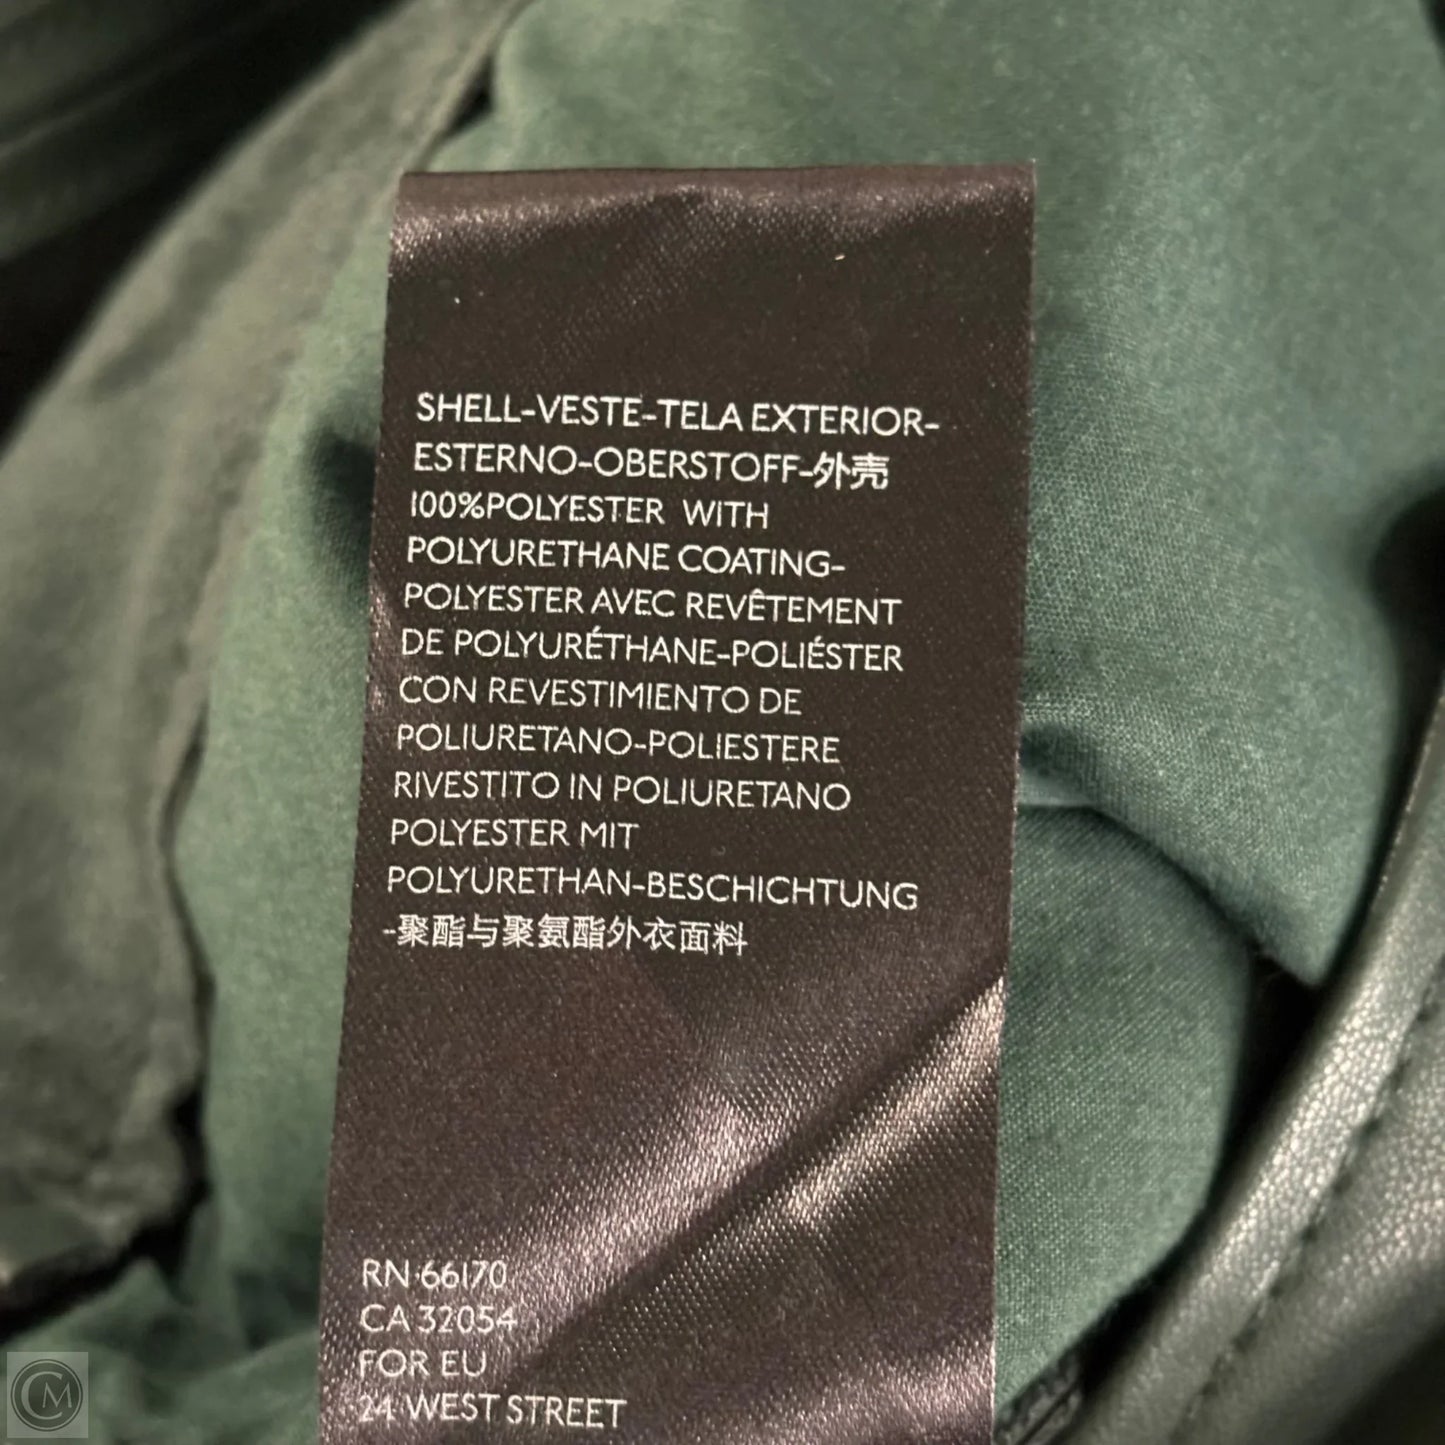 SHELL-VESTE-TELA EXTERIOR-
ESTERNO-OBERSTOFF-外壳
100%POLYESTER WITH
POLYURETHANE COATING-
POLYESTER AVEC REVÊTEMENT
DE POLYURÉTHANE-POLIÉSTER
CON REVESTIMIENTO DE
POLIURETANO-POLIESTERE
RIVESTITO IN POLIURETANO
POLYESTER MIT
POLYURETHAN-BESCHICHTUNG
-聚酯与聚氨酯外衣面料
RN 66170
CA 32054
FOR EU
24 WEST STREET
CM